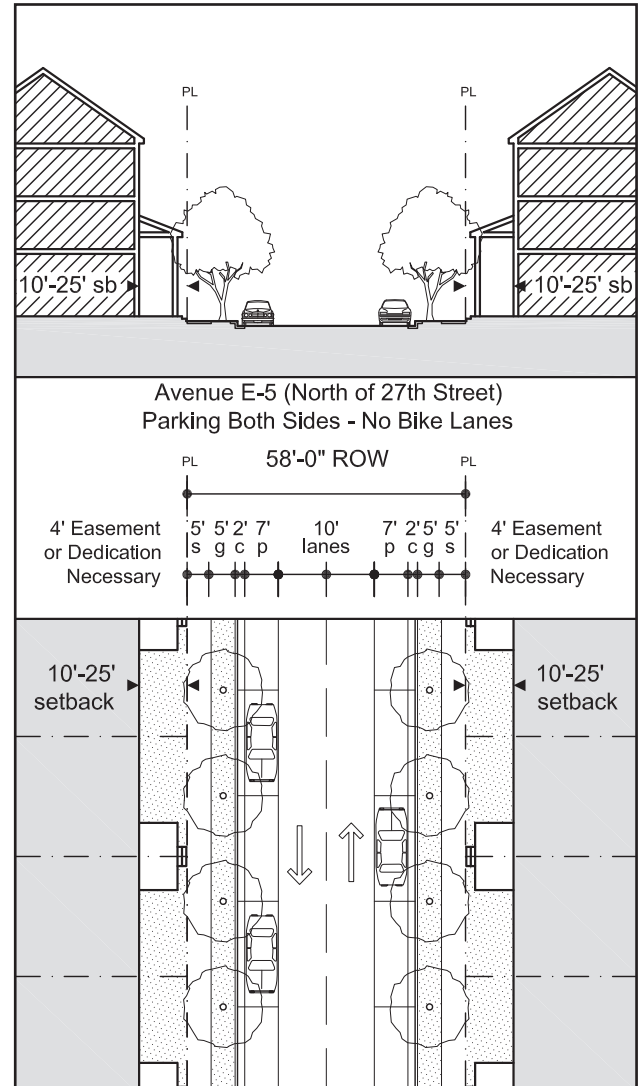 PL PL
10'-25' sb 10'-25' sb
Avenue E-5 (North of 27th Street)
Parking Both Sides - No Bike Lanes
58'-0" ROW
PL PL
4' Easement
or Dedication
Necessary
5' s 5' g 2' c 7' p 10' lanes 7' p 2' c 5' g 5' s
4' Easement
or Dedication
Necessary
10'-25'
setback
10'-25'
setback